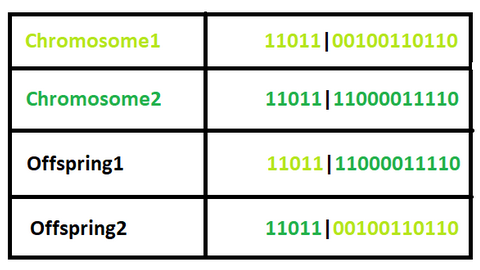 Chromosome1 11011|00100110110
Chromosome2 11011|11000011110
Offspring1 11011|11000011110
Offspring2 11011|00100110110